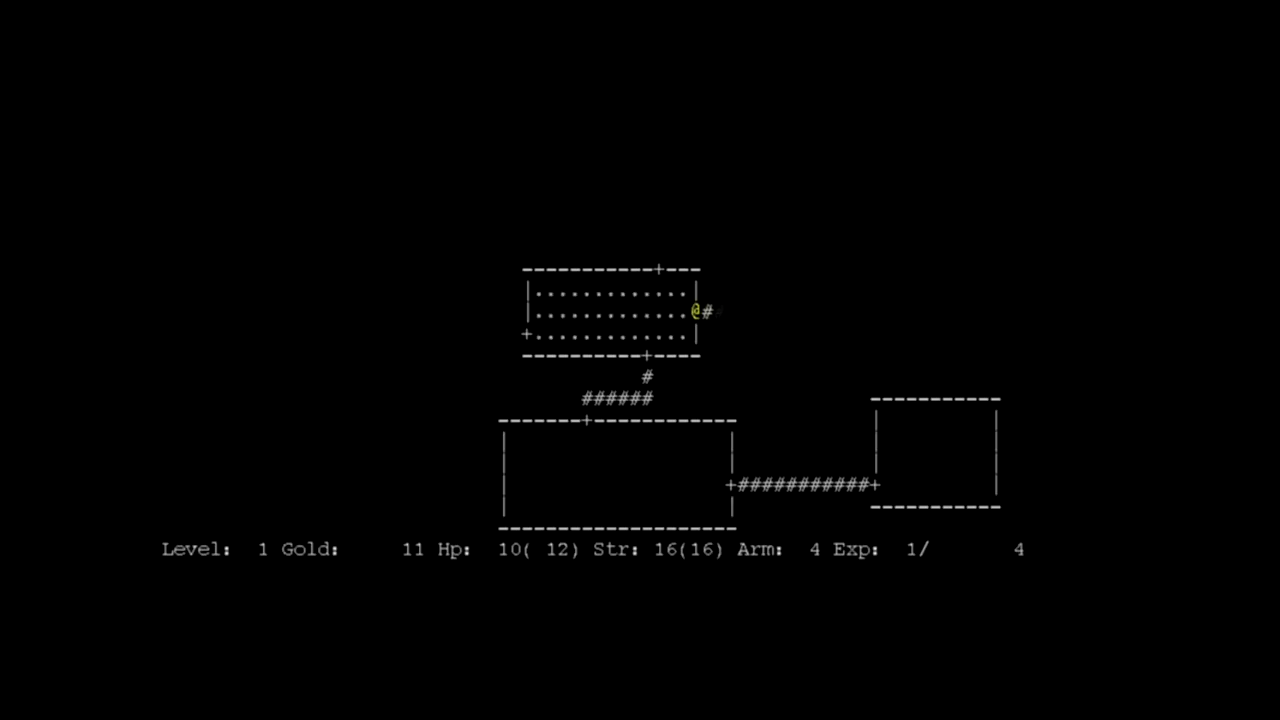 -----------+---
|.............|
|.............@#
+.............|
----------+----
#
######
-------+------------
| | -----------
| | | |
| | | |
| +###########+ |
| | -----------
--------------------
Level: 1 Gold: 11 Hp: 10( 12) Str: 16(16) Arm: 4 Exp: 1/ 4